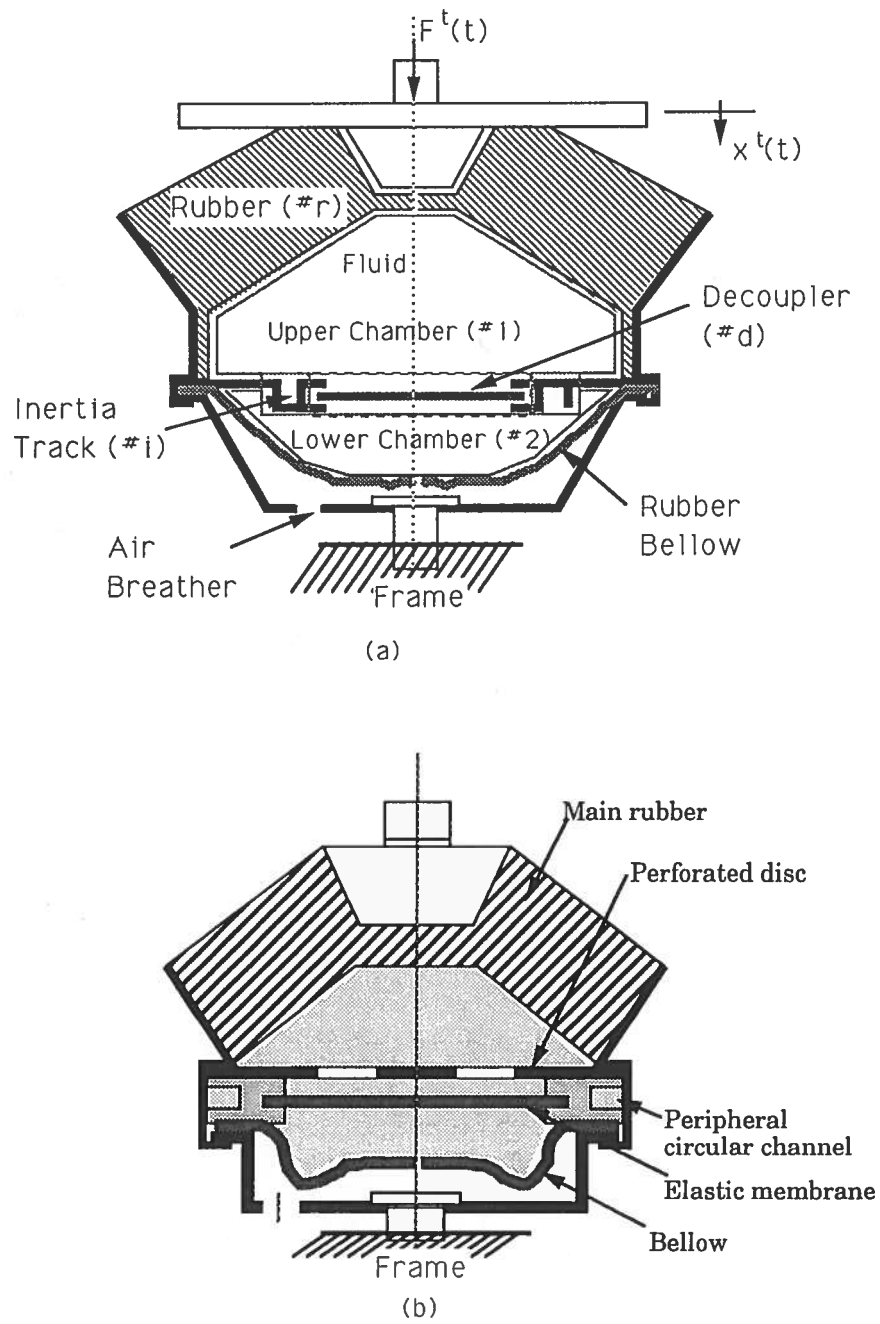 F t(t)
x t(t)
Rubber (#r)
Fluid
Decoupler
(#d)
Upper Chamber (#1)
Inertia
Track (#i)
Lower Chamber (#2)
Rubber
Bellow
Air
Breather
Frame
(a)
Main rubber
Perforated disc
Peripheral
circular channel
Elastic membrane
Bellow
Frame
(b)